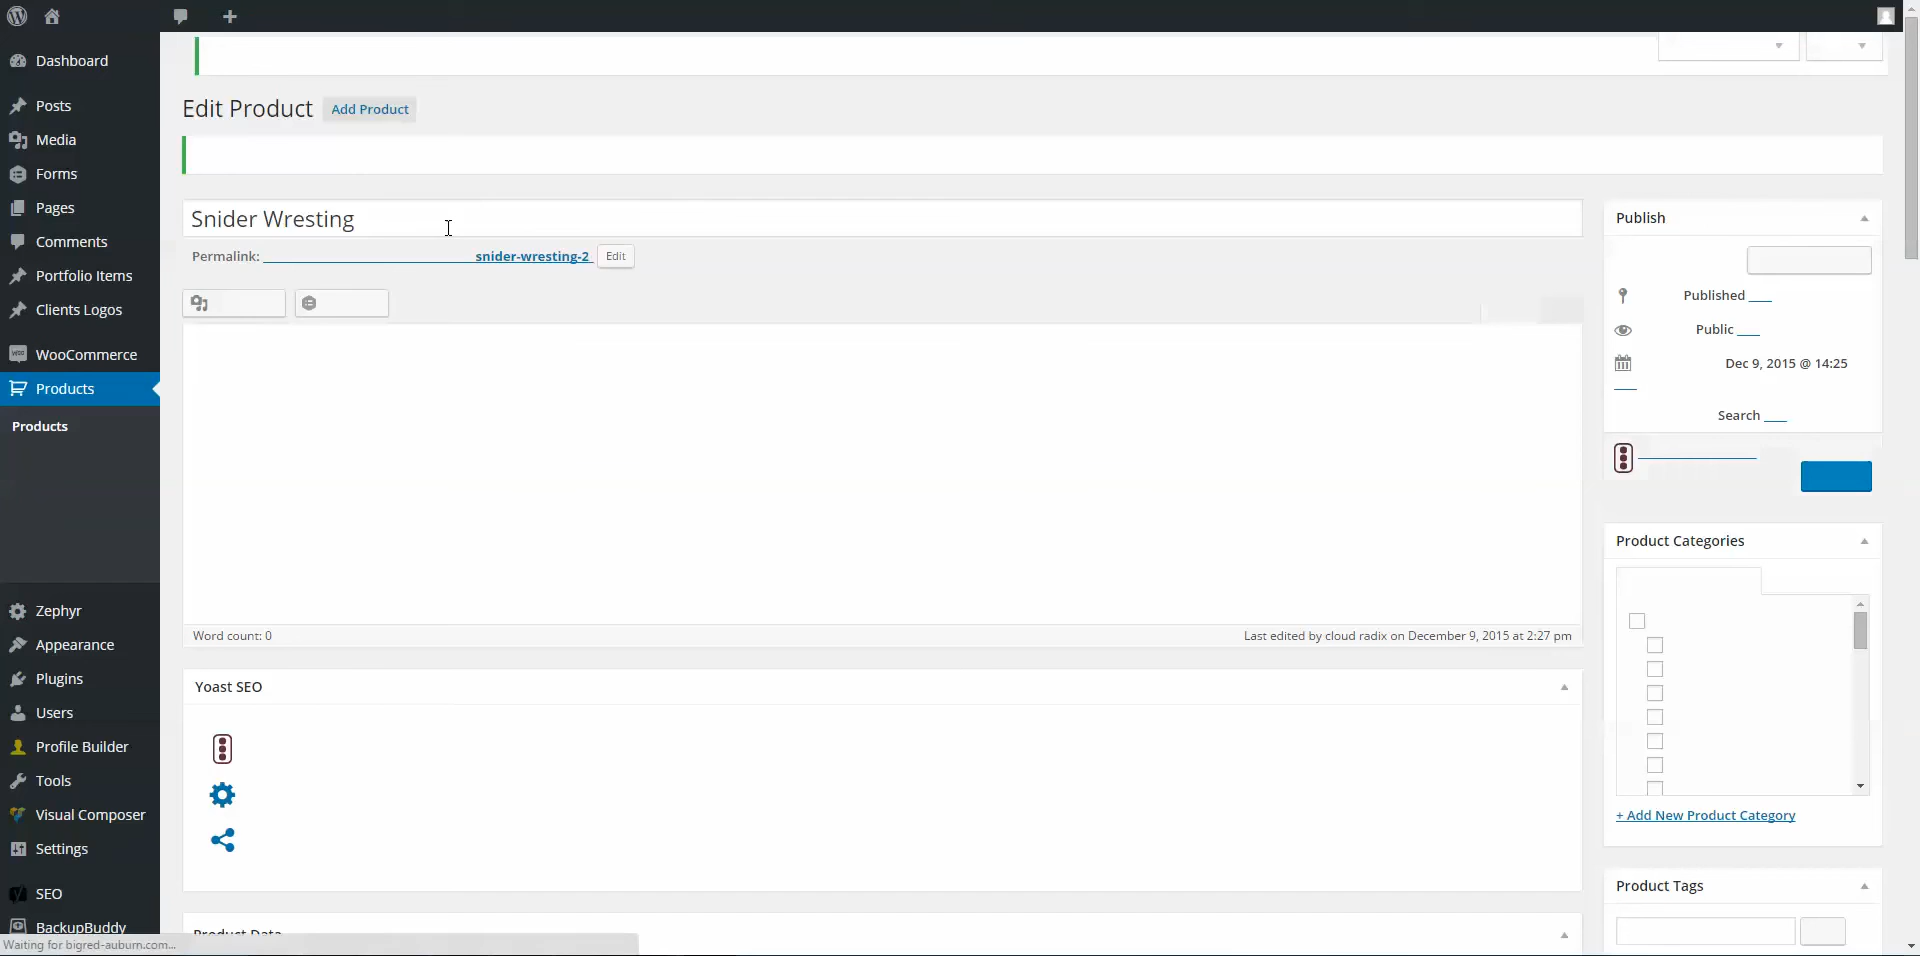 Dashboard
Posts
Media
Forms
Pages
Comments
Portfolio Items
Clients Logos
WooCommerce
Products
Products
Zephyr
Appearance
Plugins
Users
Profile Builder
Tools
Visual Composer
Settings
SEO
BackupBuddy
Waiting for bigred-auburn.com...
Edit Product
Add Product
Snider Wresting
Permalink: snider-wresting-2 Edit
Word count: 0
Last edited by cloud radix on December 9, 2015 at 2:27 pm
Yoast SEO
Product Data
Publish
Published
Public
Dec 9, 2015 @ 14:25
Search
Product Categories
+ Add New Product Category
Product Tags